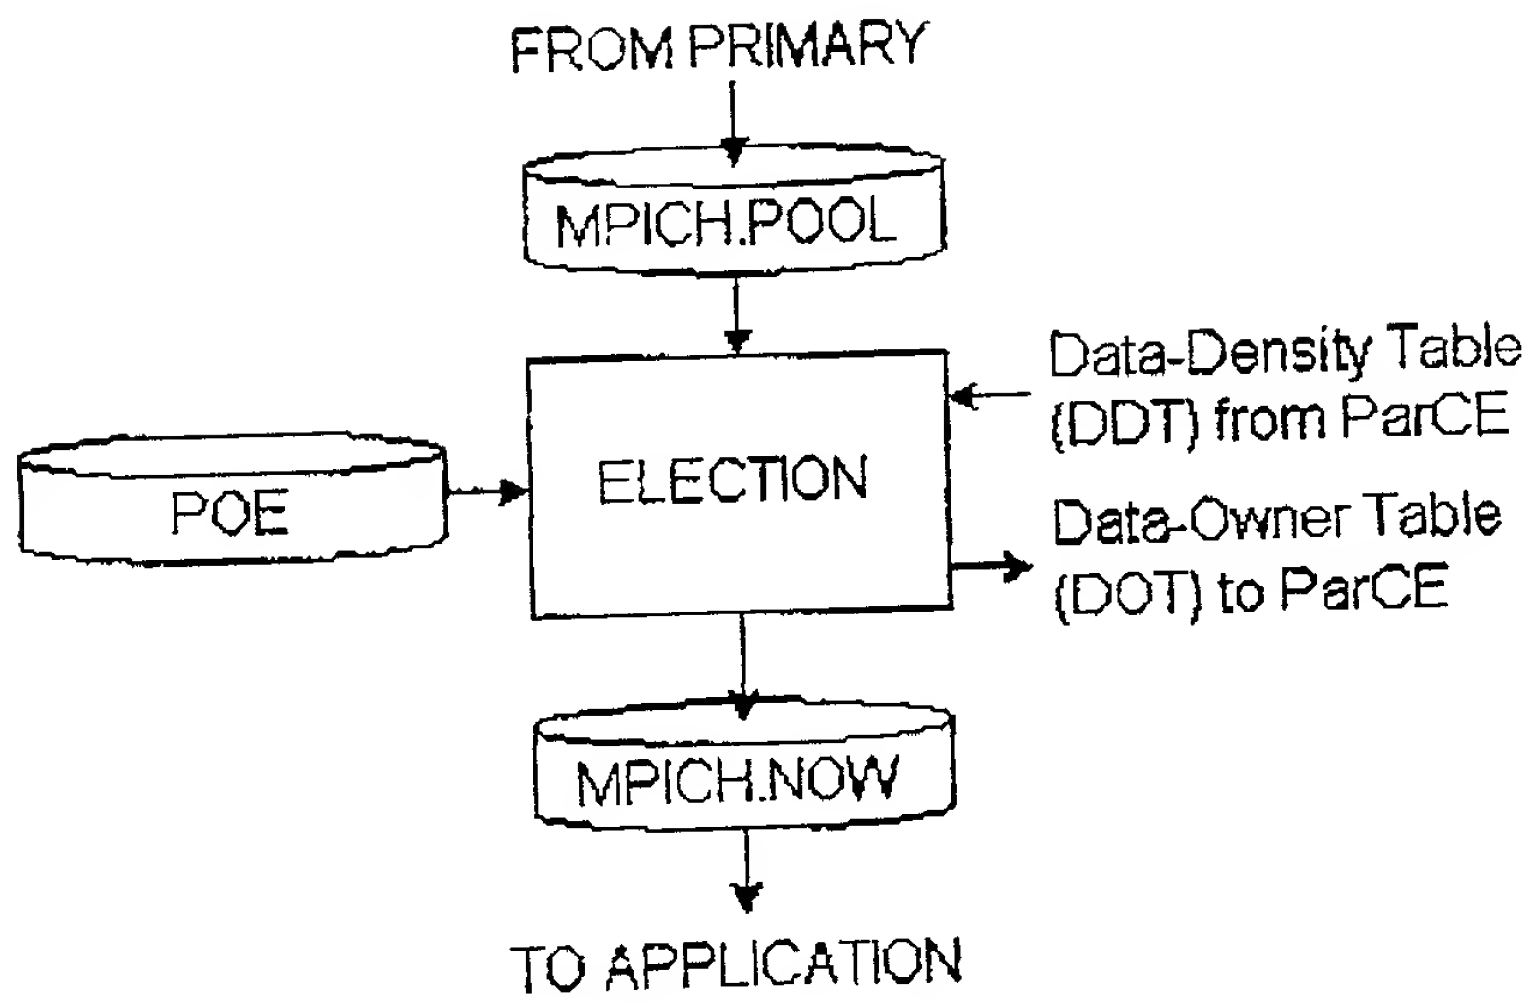 FROM PRIMARY
MPICH.POOL
Data-Density Table
(DDT) from ParCE
ELECTION
POE
Data-Owner Table
(DOT) to ParCE
MPICH.NOW
TO APPLICATION